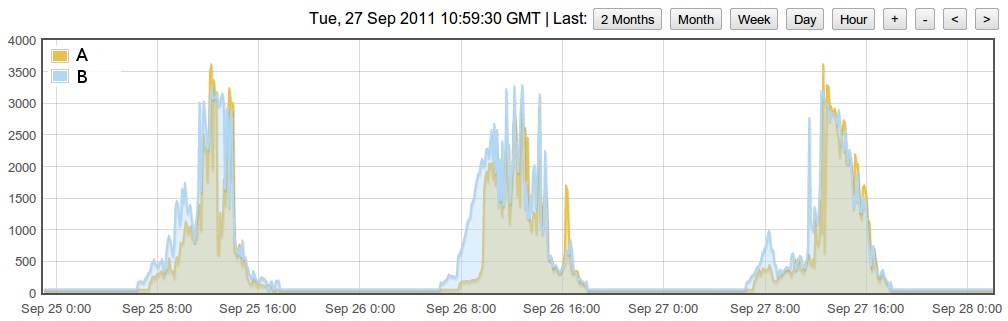 Tue, 27 Sep 2011 10:59:30 GMT | Last: 2 Months Month Week Day Hour + - < >
4000
A
3500
B
3000
2500
2000
1500
1000
500
0
Sep 25 0:00 Sep 25 8:00 Sep 25 16:00 Sep 26 0:00 Sep 26 8:00 Sep 26 16:00 Sep 27 0:00 Sep 27 8:00 Sep 27 16:00 Sep 28 0:00